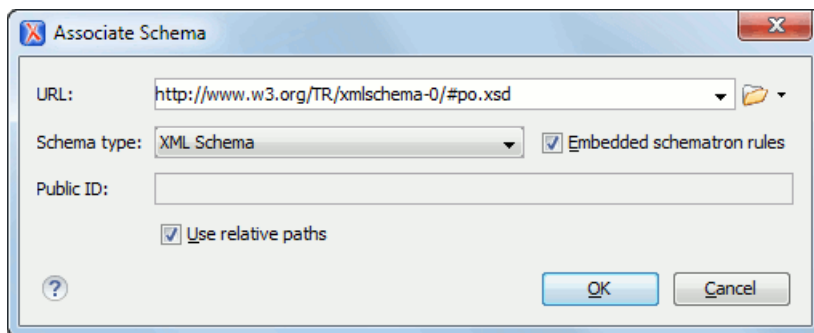 Associate Schema
URL: http://www.w3.org/TR/xmlschema-0/#po.xsd
Schema type: XML Schema Embedded schematron rules
Public ID:
Use relative paths
? OK Cancel